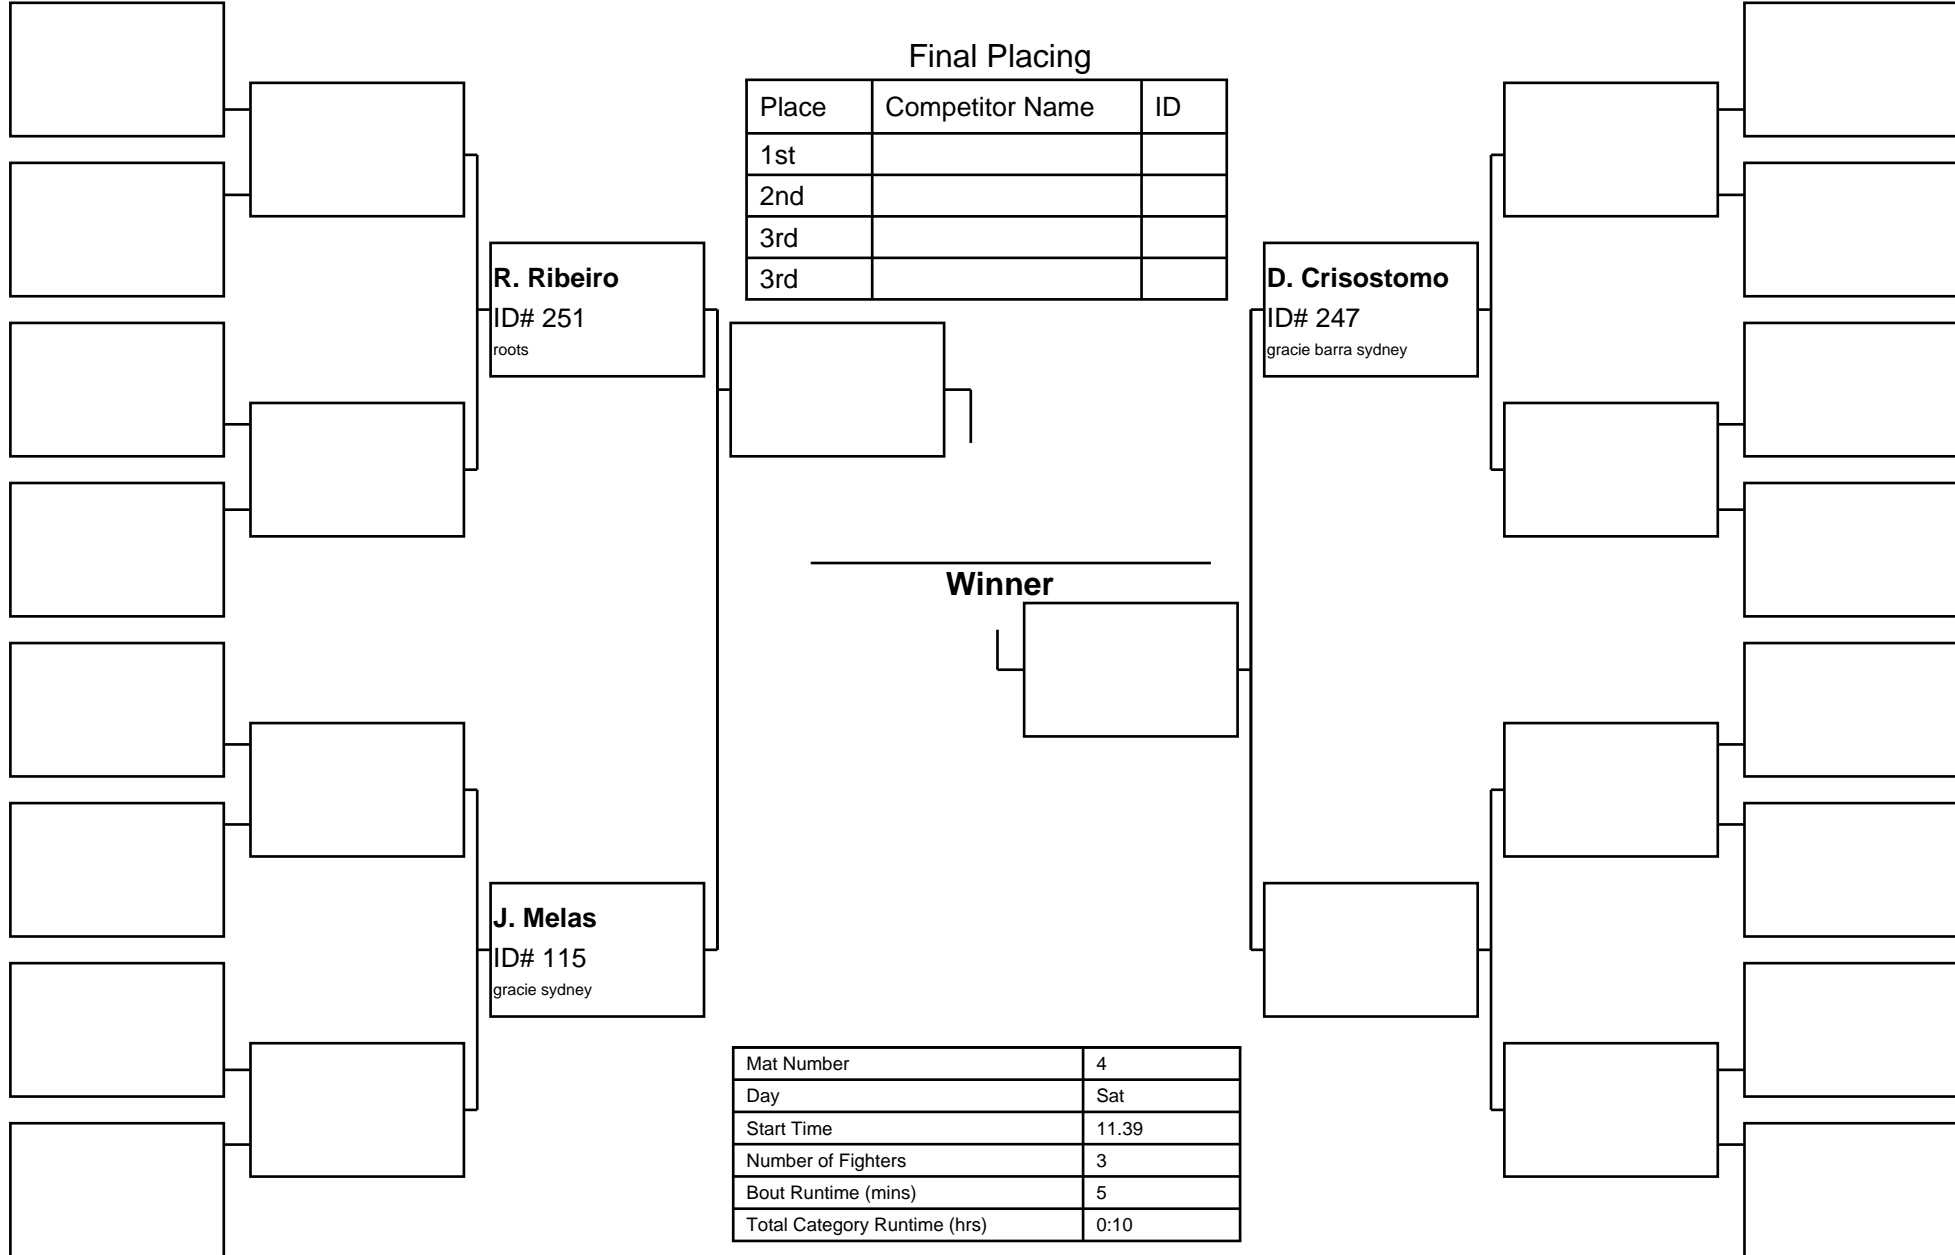 Final Placing
Place Competitor Name ID
1st
2nd
3rd
3rd
R. Ribeiro
ID# 251
roots
D. Crisostomo
ID# 247
gracie barra sydney
Winner
J. Melas
ID# 115
gracie sydney
Mat Number 4
Day Sat
Start Time 11.39
Number of Fighters 3
Bout Runtime (mins) 5
Total Category Runtime (hrs) 0:10